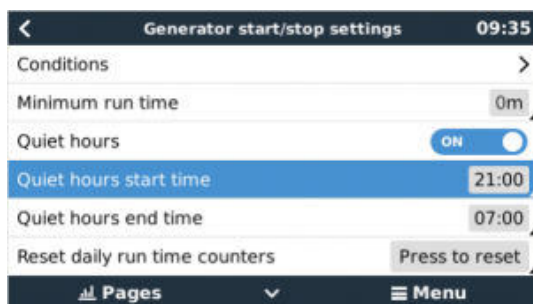 Generator start/stop settings 09:35
Conditions
Minimum run time 0m
Quiet hours ON
Quiet hours start time 21:00
Quiet hours end time 07:00
Reset daily run time counters Press to reset
Pages Menu